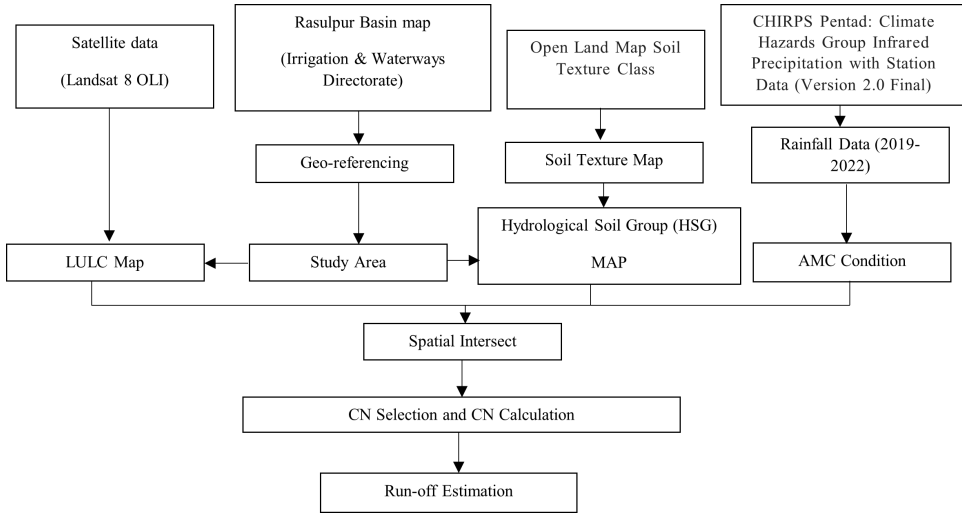 Satellite data
(Landsat 8 OLI)
Rasulpur Basin map
(Irrigation & Waterways
Directorate)
Open Land Map Soil
Texture Class
CHIRPS Pentad: Climate
Hazards Group Infrared
Precipitation with Station
Data (Version 2.0 Final)
Geo-referencing
Soil Texture Map
Rainfall Data (2019-
2022)
LULC Map
Study Area
Hydrological Soil Group (HSG)
MAP
AMC Condition
Spatial Intersect
CN Selection and CN Calculation
Run-off Estimation